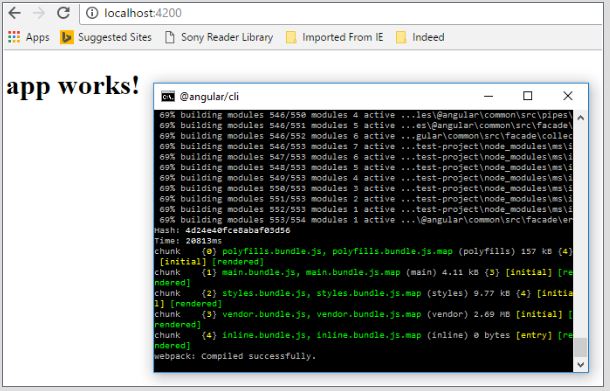 localhost:4200
Apps Suggested Sites Sony Reader Library Imported From IE Indeed
app works!
@angular/cli
69% building modules 546/550 modules 4 active ...les\@angular\common\src\pipes\
69% building modules 546/551 modules 5 active ...es\@angular\common\src\facade\
69% building modules 546/552 modules 6 active ...gular\common\src\facade\collec
69% building modules 546/553 modules 7 active ...test-project\node_modules\ms\i
69% building modules 547/553 modules 6 active ...test-project\node_modules\ms\i
69% building modules 548/553 modules 5 active ...test-project\node_modules\ms\i
69% building modules 549/553 modules 4 active ...test-project\node_modules\ms\i
69% building modules 550/553 modules 3 active ...test-project\node_modules\ms\i
69% building modules 551/553 modules 2 active ...test-project\node_modules\ms\i
69% building modules 552/553 modules 1 active ...test-project\node_modules\ms\i
69% building modules 553/554 modules 1 active ...\@angular\common\src\facade\er
Hash: 4d24e40fce8abaf03d56
Time: 20813ms
chunk {0} polyfills.bundle.js, polyfills.bundle.js.map (polyfills) 157 kB {4}
[initial] [rendered]
chunk {1} main.bundle.js, main.bundle.js.map (main) 4.11 kB {3} [initial] [re
ndered]
chunk {2} styles.bundle.js, styles.bundle.js.map (styles) 9.77 kB {4} [initia
l] [rendered]
chunk {3} vendor.bundle.js, vendor.bundle.js.map (vendor) 2.69 MB [initial]
[rendered]
chunk {4} inline.bundle.js, inline.bundle.js.map (inline) 0 bytes [entry] [re
ndered]
webpack: Compiled successfully.